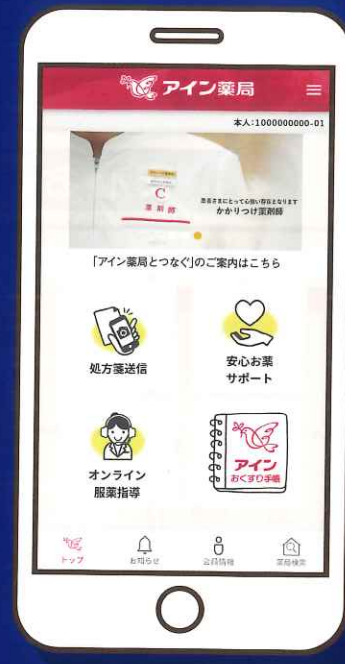 アイン薬局
本人:1000000000-01
C
薬剤師
患者さまにとって心強い存在となります
かかりつけ薬剤師
「アイン薬局とつなぐ」のご案内はこちら
処方箋送信
安心お薬
サポート
オンライン
服薬指導
アイン
おくすり手帳
トップ
お知らせ
会員情報
薬局検索